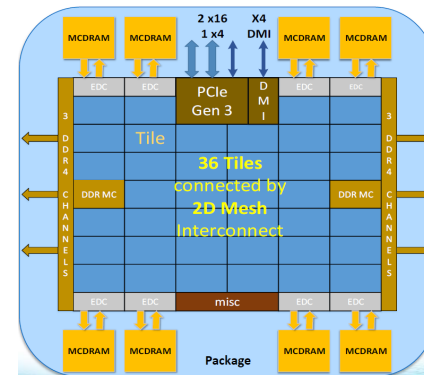 2 x16
1 x4
X4
DMI
MCDRAM
MCDRAM
MCDRAM
MCDRAM
EDC
EDC
PCIe
Gen 3
D
M
I
EDC
EDC
3
D
D
R
4
C
H
A
N
N
E
L
S
Tile
36 Tiles
connected by
2D Mesh
Interconnect
DDR MC
DDR MC
3
D
D
R
4
C
H
A
N
N
E
L
S
EDC
EDC
misc
EDC
EDC
MCDRAM
MCDRAM
Package
MCDRAM
MCDRAM